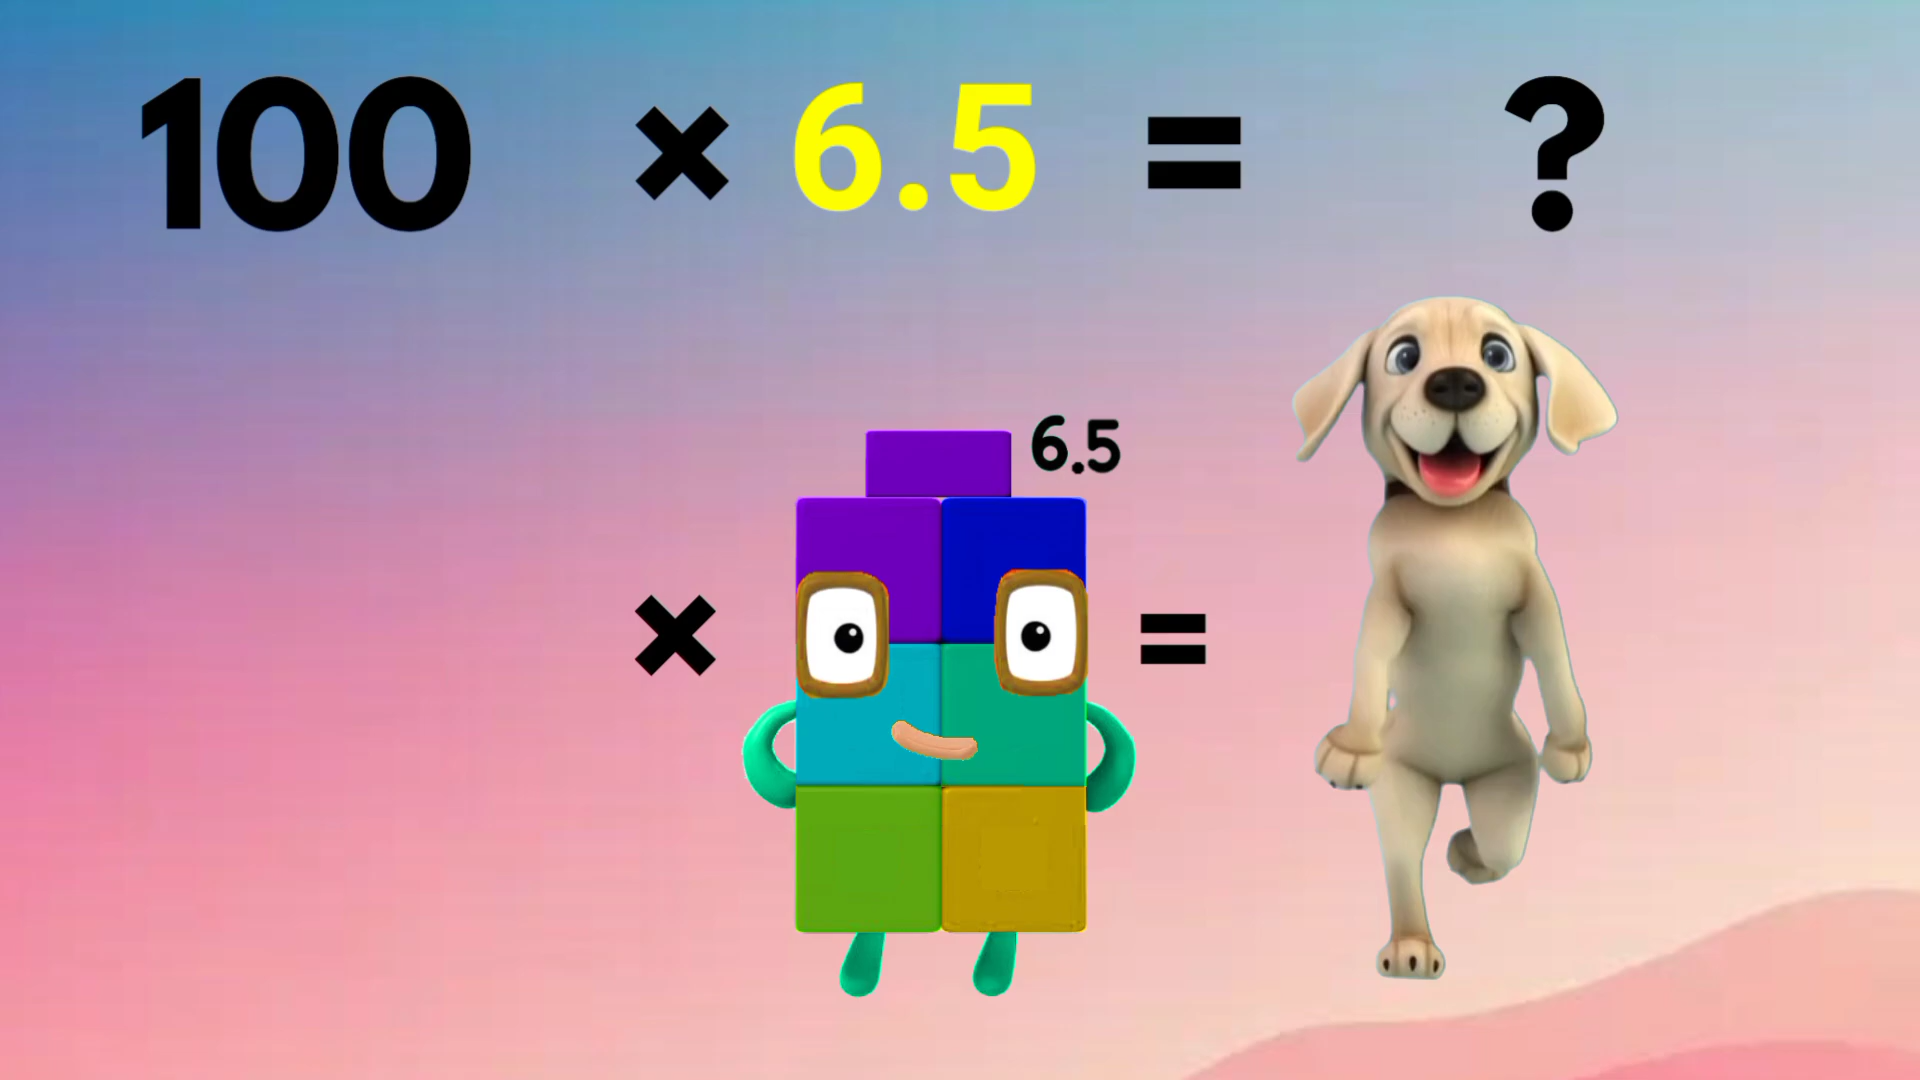 100 × 6.5 = ?
6.5
× =